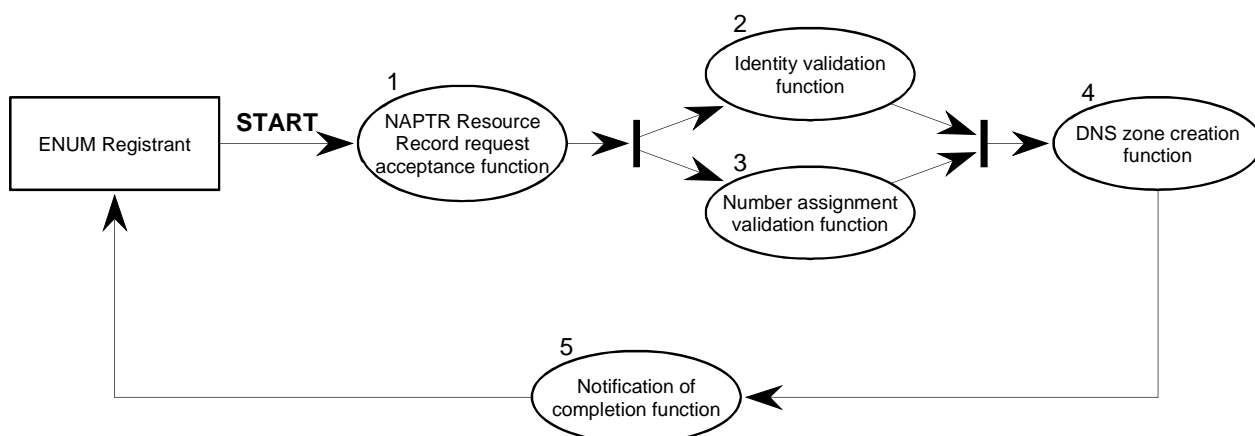 ENUM Registrant
START
1
NAPTR Resource
Record request
acceptance function
2
Identity validation
function
3
Number assignment
validation function
4
DNS zone creation
function
5
Notification of
completion function